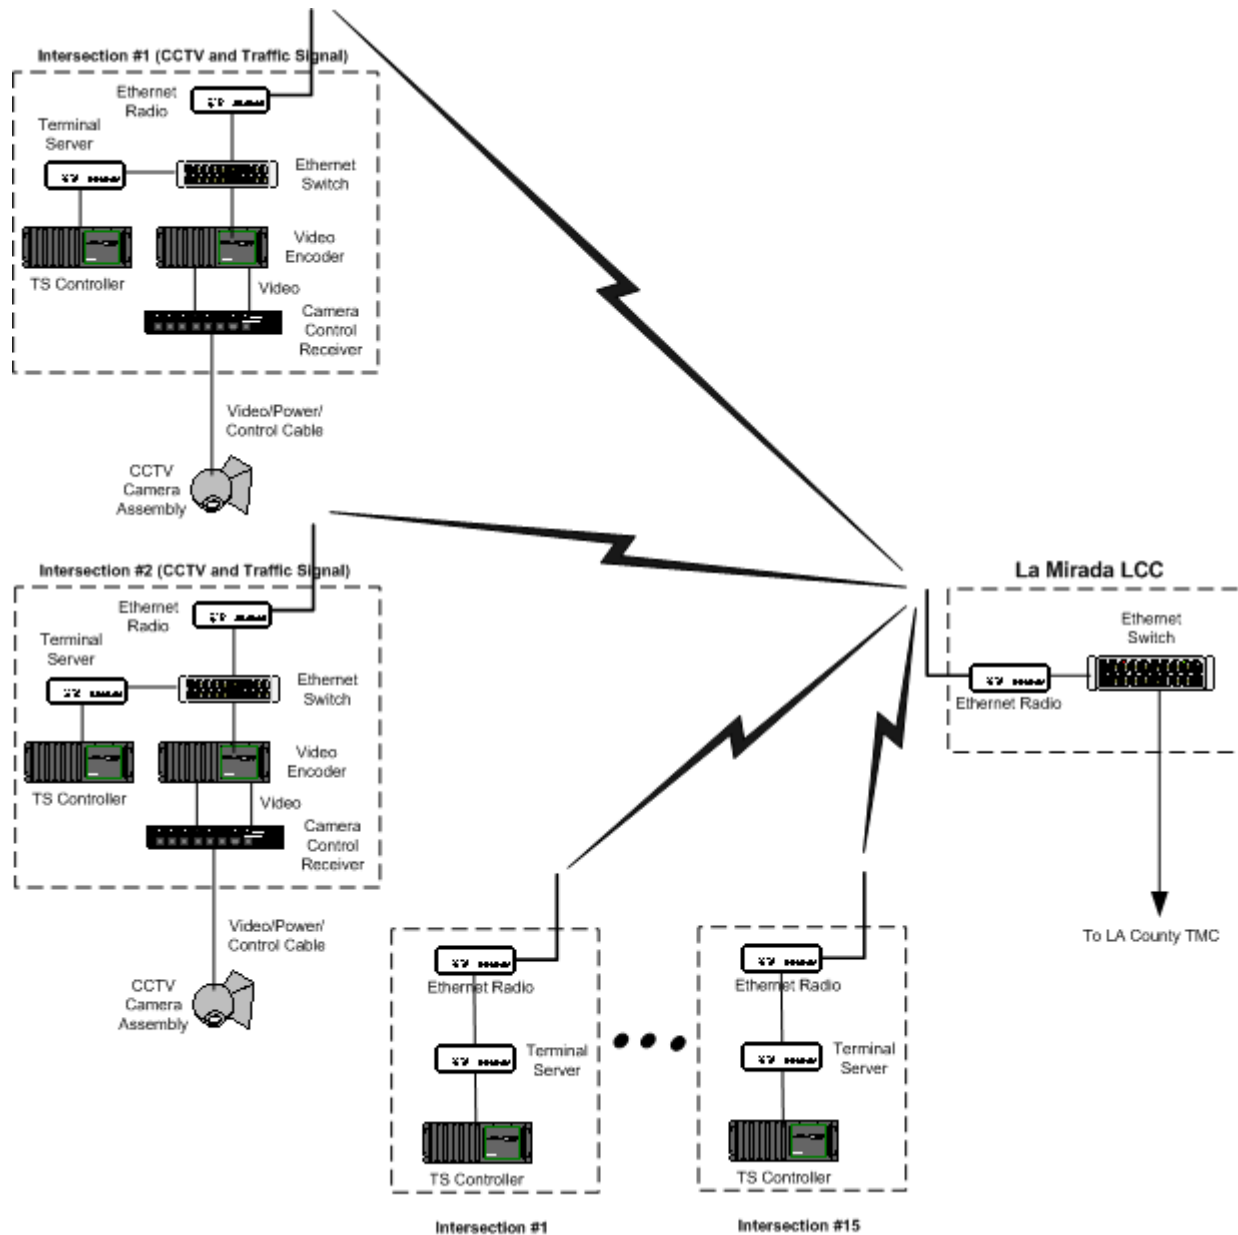 Intersection #1 (CCTV and Traffic Signal)
Ethernet
Radio
Terminal
Server
Ethernet
Switch
Video
Encoder
TS Controller
Video
Camera
Control
Receiver
Video/Power/
Control Cable
CCTV
Camera
Assembly
Intersection #2 (CCTV and Traffic Signal)
Ethernet
Radio
Terminal
Server
Ethernet
Switch
Video
Encoder
TS Controller
Video
Camera
Control
Receiver
Video/Power/
Control Cable
CCTV
Camera
Assembly
La Mirada LCC
Ethernet
Switch
Ethernet Radio
To LA County TMC
Ethernet Radio
Terminal
Server
TS Controller
Intersection #1
Ethernet Radio
Terminal
Server
TS Controller
Intersection #15